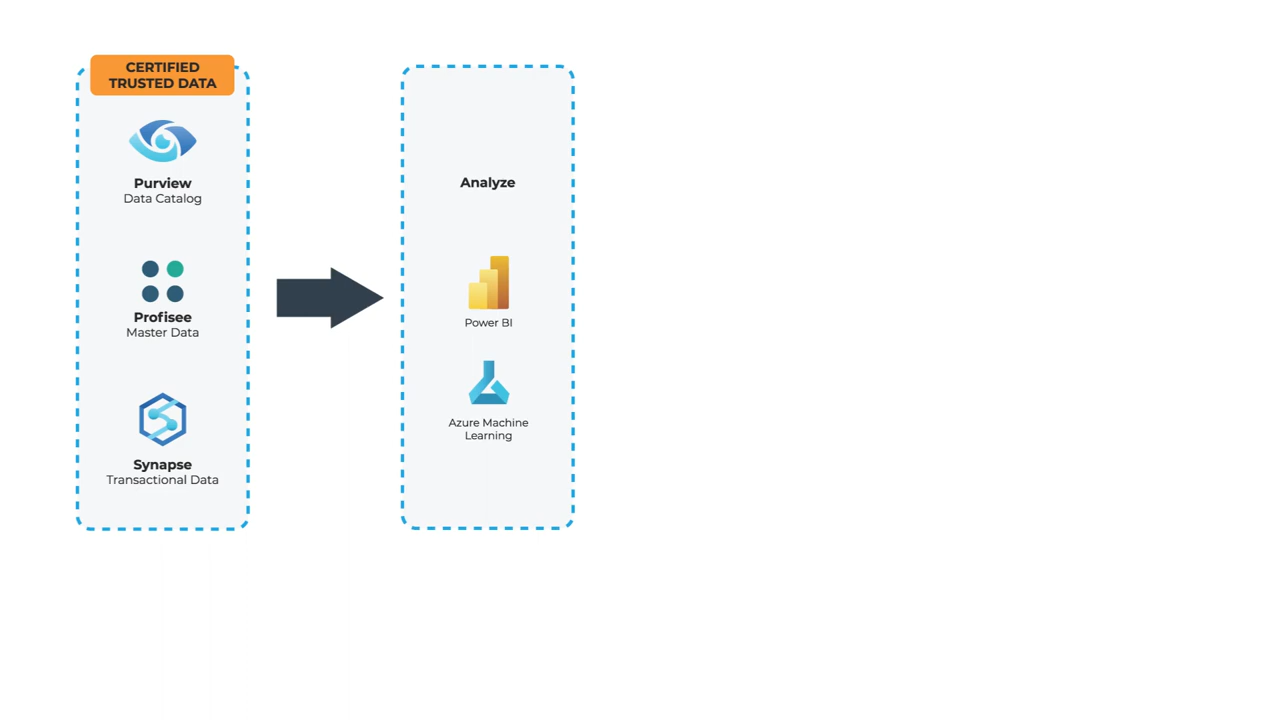 CERTIFIED
TRUSTED DATA
Purview
Data Catalog
Profisee
Master Data
Synapse
Transactional Data
Analyze
Power BI
Azure Machine
Learning